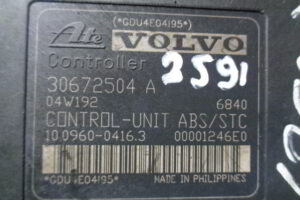 *GDU4E04I95*
Ate VOLVO
Controller
2591
30672504 A
04W192 6840
CONTROL-UNIT ABS/STC
10.0960-0416.3 00001246E0
*GDU4E04I95* MADE IN PHILIPPINES